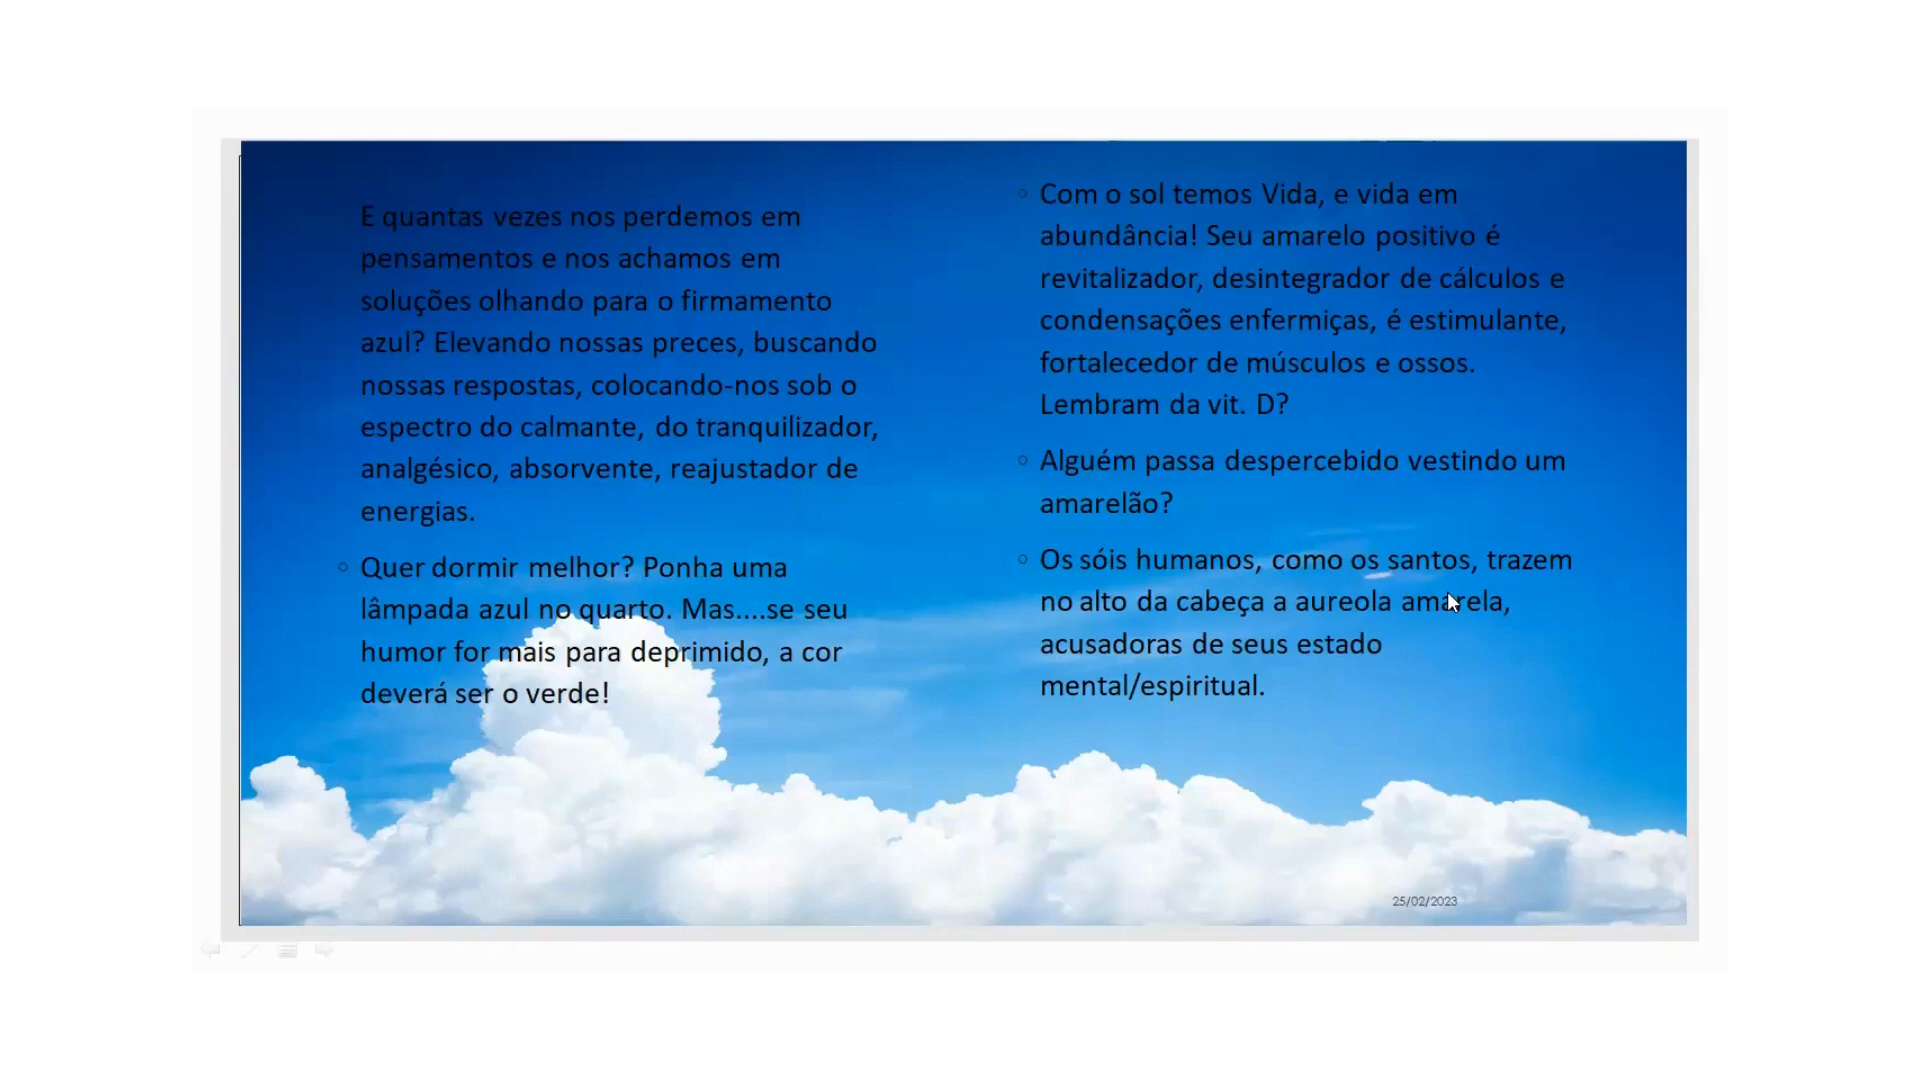 E quantas vezes nos perdemos em
pensamentos e nos achamos em
soluções olhando para o firmamento
azul? Elevando nossas preces, buscando
nossas respostas, colocando-nos sob o
espectro do calmante, do tranquilizador,
analgésico, absorvente, reajustador de
energias.
Quer dormir melhor? Ponha uma
lâmpada azul no quarto. Mas....se seu
humor for mais para deprimido, a cor
deverá ser o verde!
Com o sol temos Vida, e vida em
abundância! Seu amarelo positivo é
revitalizador, desintegrador de cálculos e
condensações enfermiças, é estimulante,
fortalecedor de músculos e ossos.
Lembram da vit. D?
Alguém passa despercebido vestindo um
amarelão?
Os sóis humanos, como os santos, trazem
no alto da cabeça a aureola amarela,
acusadoras de seus estado
mental/espiritual.
25/02/2023